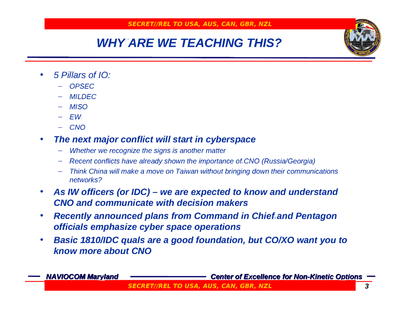 SECRET//REL TO USA, AUS, CAN, GBR, NZL
WHY ARE WE TEACHING THIS?
• 5 Pillars of IO:
– OPSEC
– MILDEC
– MISO
– EW
– CNO
• The next major conflict will start in cyberspace
– Whether we recognize the signs is another matter
– Recent conflicts have already shown the importance of CNO (Russia/Georgia)
– Think China will make a move on Taiwan without bringing down their communications
networks?
• As IW officers (or IDC) – we are expected to know and understand
CNO and communicate with decision makers
• Recently announced plans from Command in Chief and Pentagon
officials emphasize cyber space operations
• Basic 1810/IDC quals are a good foundation, but CO/XO want you to
know more about CNO
NAVIOCOM Maryland
Center of Excellence for Non-Kinetic Options
SECRET//REL TO USA, AUS, CAN, GBR, NZL
3